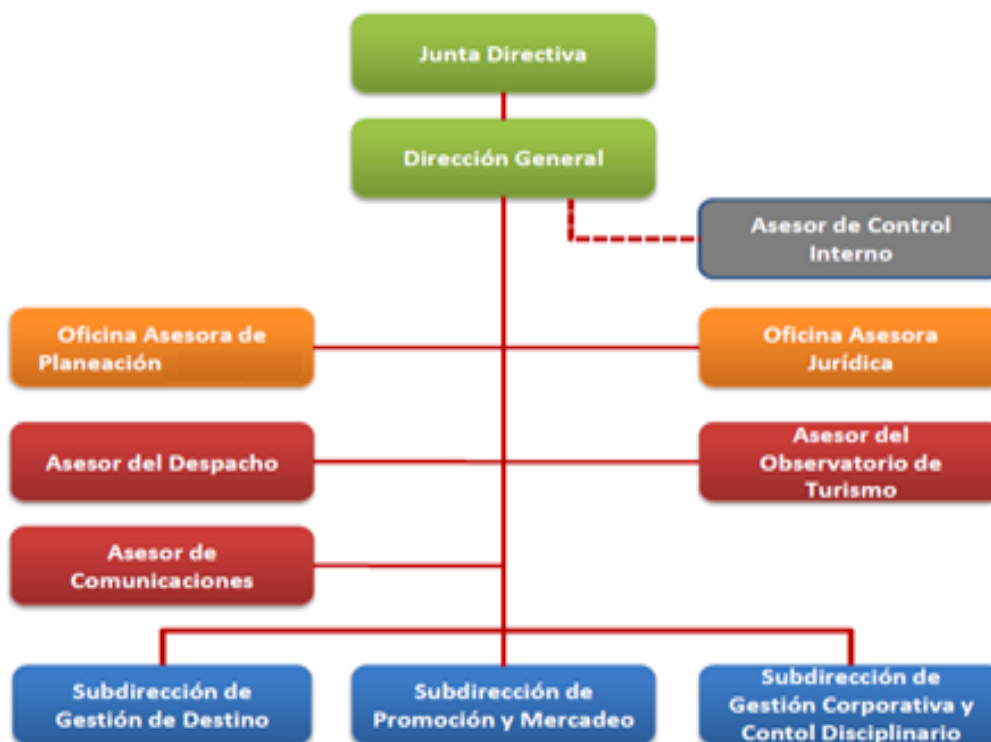 Junta Directiva
Dirección General
Asesor de Control
Interno
Oficina Asesora de
Planeación
Oficina Asesora
Jurídica
Asesor del Despacho
Asesor del
Observatorio de
Turismo
Asesor de
Comunicaciones
Subdirección de
Gestión de Destino
Subdirección de
Promoción y Mercadeo
Subdirección de
Gestión Corporativa y
Contol Disciplinario